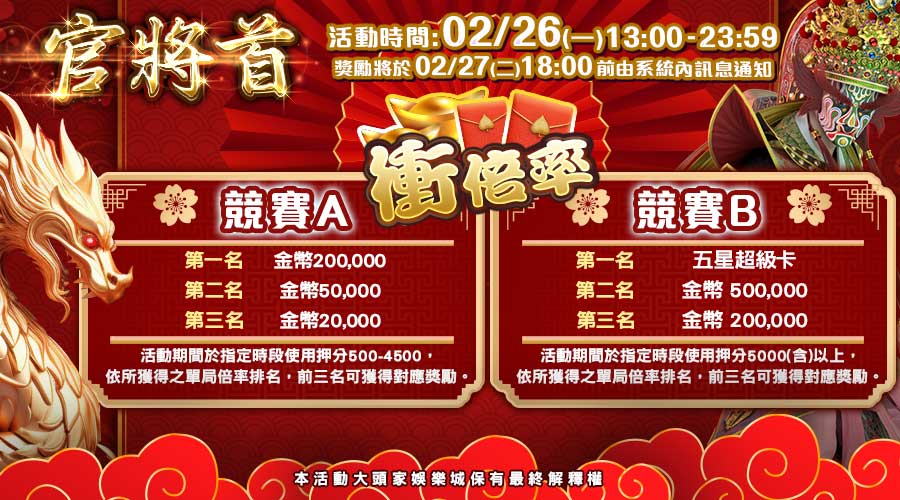 官將首
活動時間:02/26(一)13:00-23:59
獎勵將於 02/27(二)18:00前由系統內訊息通知
衝倍率
競賽A
第一名 金幣200,000
第二名 金幣50,000
第三名 金幣20,000
活動期間於指定時段使用押分500-4500，
依所獲得之單局倍率排名，前三名可獲得對應獎勵。
競賽B
第一名 五星超級卡
第二名 金幣 500,000
第三名 金幣 200,000
活動期間於指定時段使用押分5000(含)以上，
依所獲得之單局倍率排名，前三名可獲得對應獎勵。
本活動大頭家娛樂城保有最終解釋權